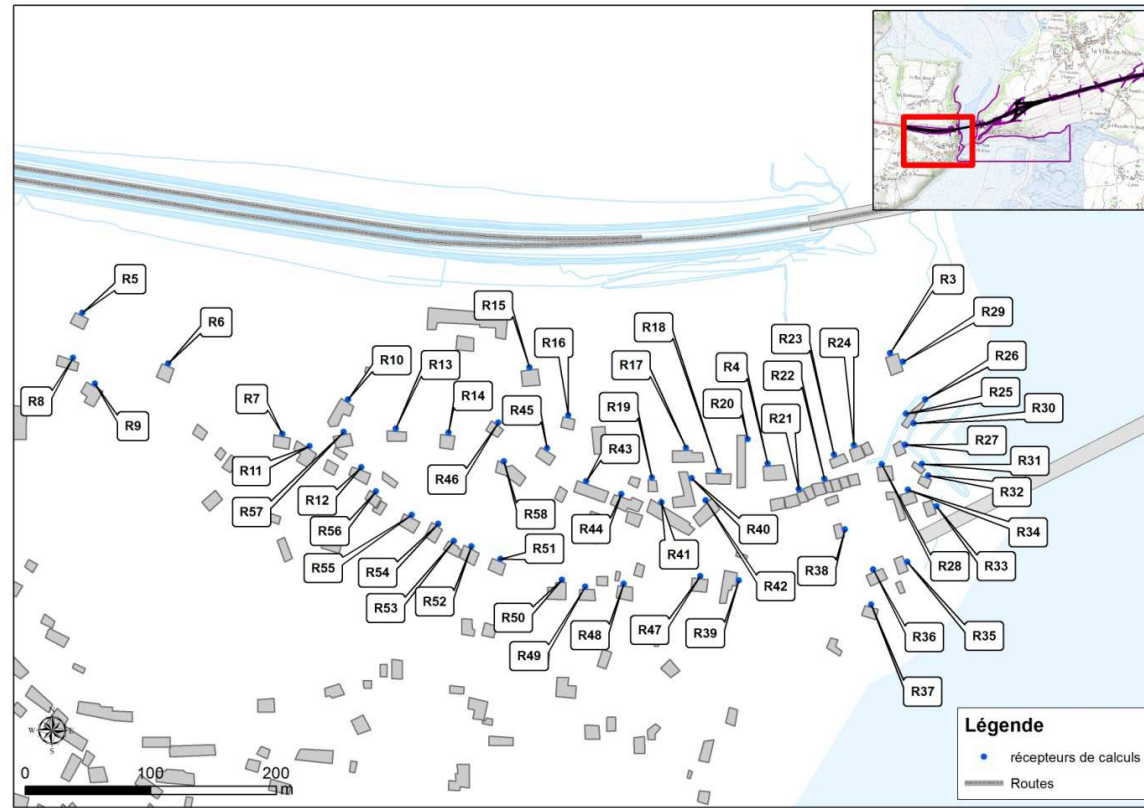 R5
R6
R8
R9
R7
R11
R57
R10
R12
R56
R55
R54
R53
R52
R13
R14
R45
R46
R15
R16
R58
R51
R43
R44
R50
R49
R48
R47
R39
R19
R17
R18
R4
R20
R41
R40
R42
R23
R24
R22
R21
R38
R3
R29
R26
R25
R30
R27
R31
R32
R34
R33
R28
R36
R35
R37
N
W E
S
0 100 200
m
Légende
récepteurs de calculs
Routes